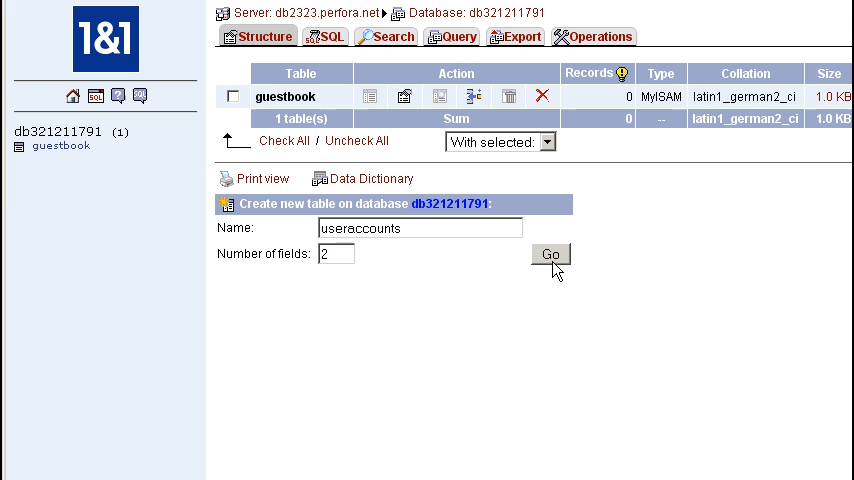 1&1
Server: db2323.perfora.net Database: db321211791
Structure SQL Search Query Export Operations
Table Action Records Type Collation Size
guestbook 0 MyISAM latin1_german2_ci 1.0 KB
1 table(s) Sum 0 -- latin1_german2_ci 1.0 KB
Check All / Uncheck All With selected:
Print view Data Dictionary
Create new table on database db321211791:
Name: useraccounts
Number of fields: 2 Go
SQL SQL
db321211791 (1)
guestbook